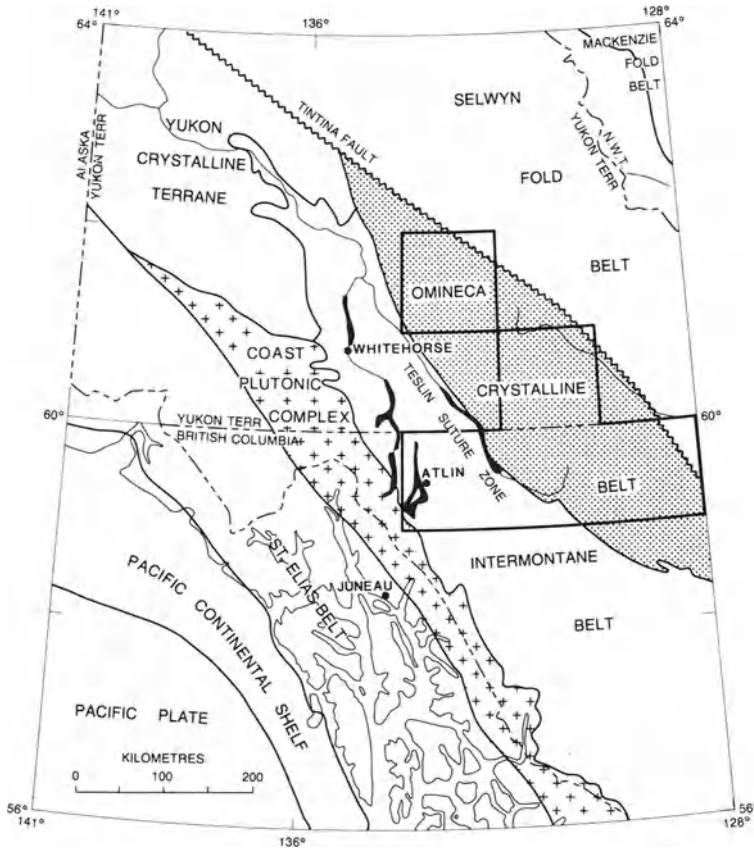 141°
64°
136°
128°
64°
MACKENZIE
FOLD
BELT
SELWYN
TINTINA FAULT
N.W.T.
YUKON TERR
ALASKA
YUKON TERR
YUKON
CRYSTALLINE
TERRANE
FOLD
BELT
OMINECA
WHITEHORSE
COAST
PLUTONIC
COMPLEX
TESLIN SUTURE ZONE
CRYSTALLINE
60°
60°
YUKON TERR
BRITISH COLUMBIA
ATLIN
BELT
INTERMONTANE
BELT
ST. ELIAS BELT
JUNEAU
PACIFIC CONTINENTAL SHELF
PACIFIC PLATE
KILOMETRES
0 100 200
56°
141°
136°
56°
128°